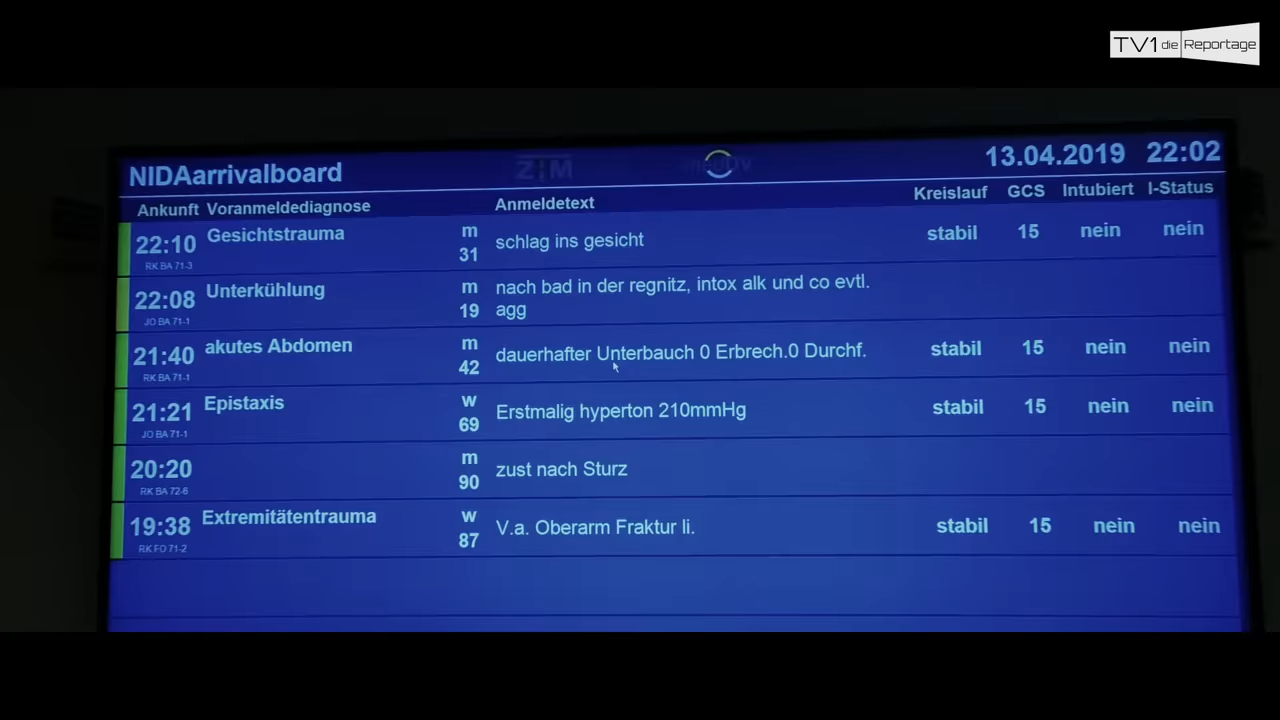 TV1 die Reportage
NIDAarrivalboard
13.04.2019 22:02
Ankunft Voranmeldediagnose Anmeldetext Kreislauf GCS Intubiert I-Status
22:10 Gesichtstrauma m schlag ins gesicht stabil 15 nein nein
RK BA 71-3 31
22:08 Unterkühlung m nach bad in der regnitz, intox alk und co evtl.
JO BA 71-1 19 agg
21:40 akutes Abdomen m dauerhafter Unterbauch 0 Erbrech.0 Durchf. stabil 15 nein nein
RK BA 71-1 42
21:21 Epistaxis w Erstmalig hyperton 210mmHg stabil 15 nein nein
JO BA 71-1 69
20:20 m zust nach Sturz
RK BA 72-6 90
19:38 Extremitätentrauma w V.a. Oberarm Fraktur li. stabil 15 nein nein
RK FO 71-2 87